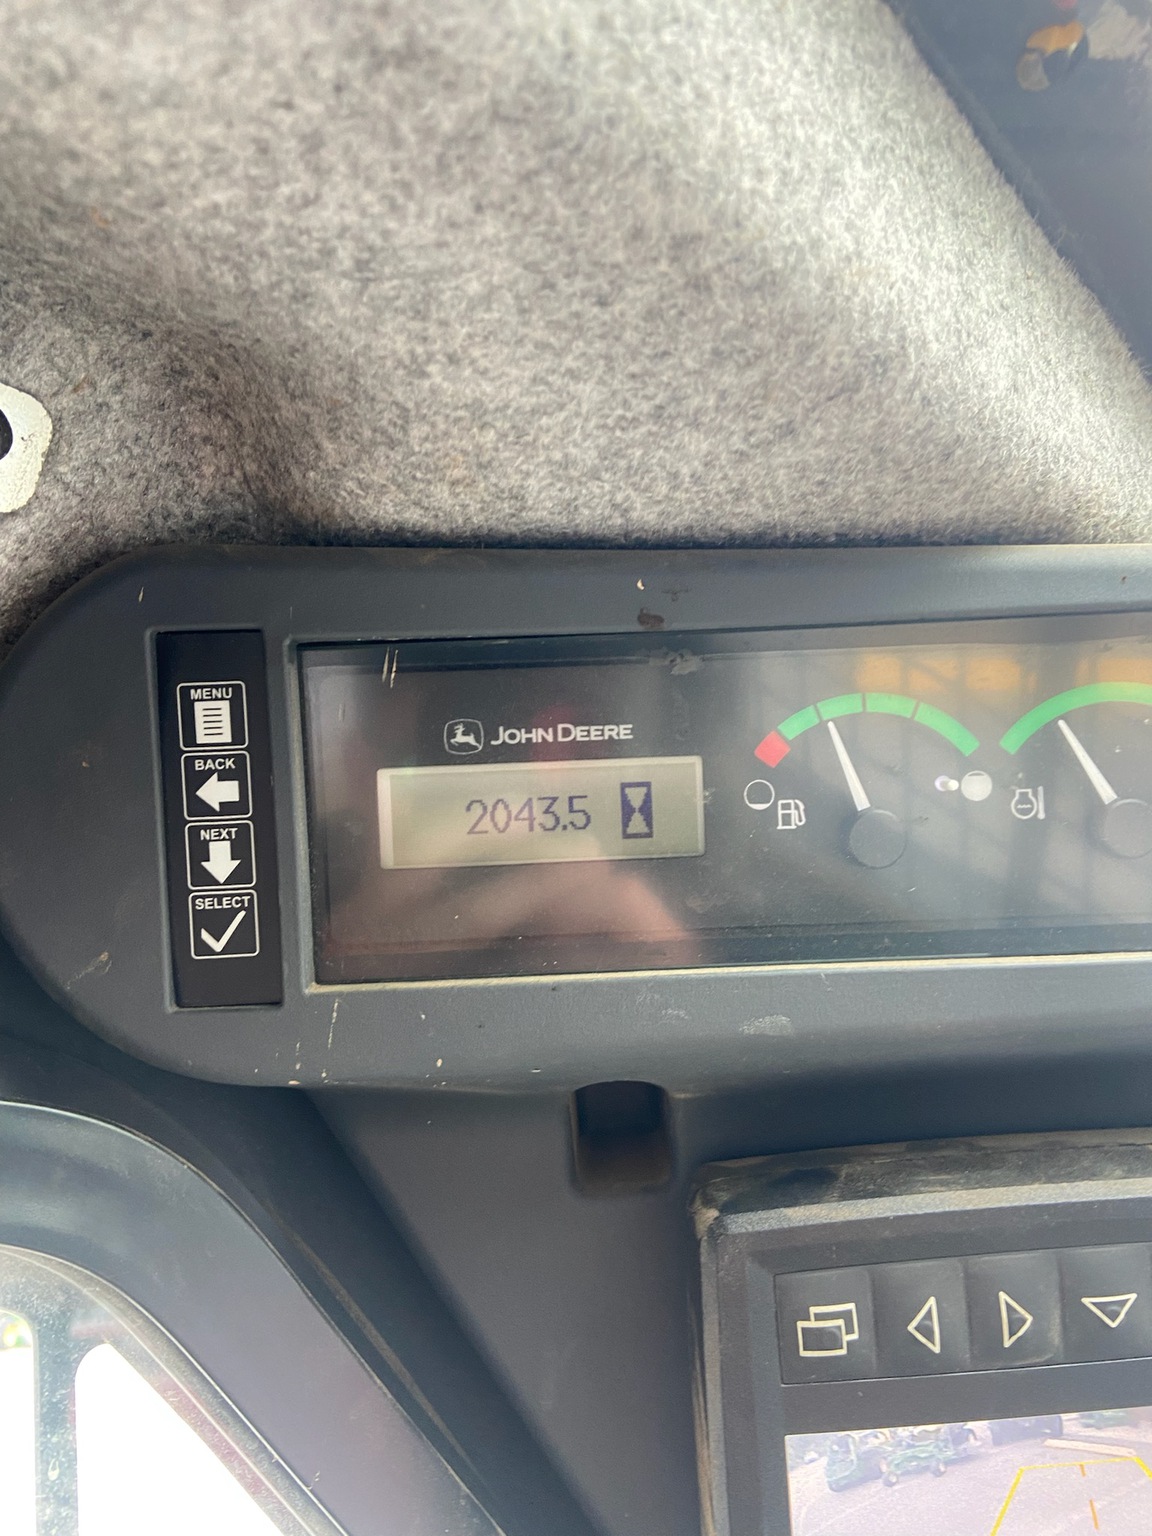 MENU
BACK
NEXT
SELECT
JOHN DEERE
2043.5